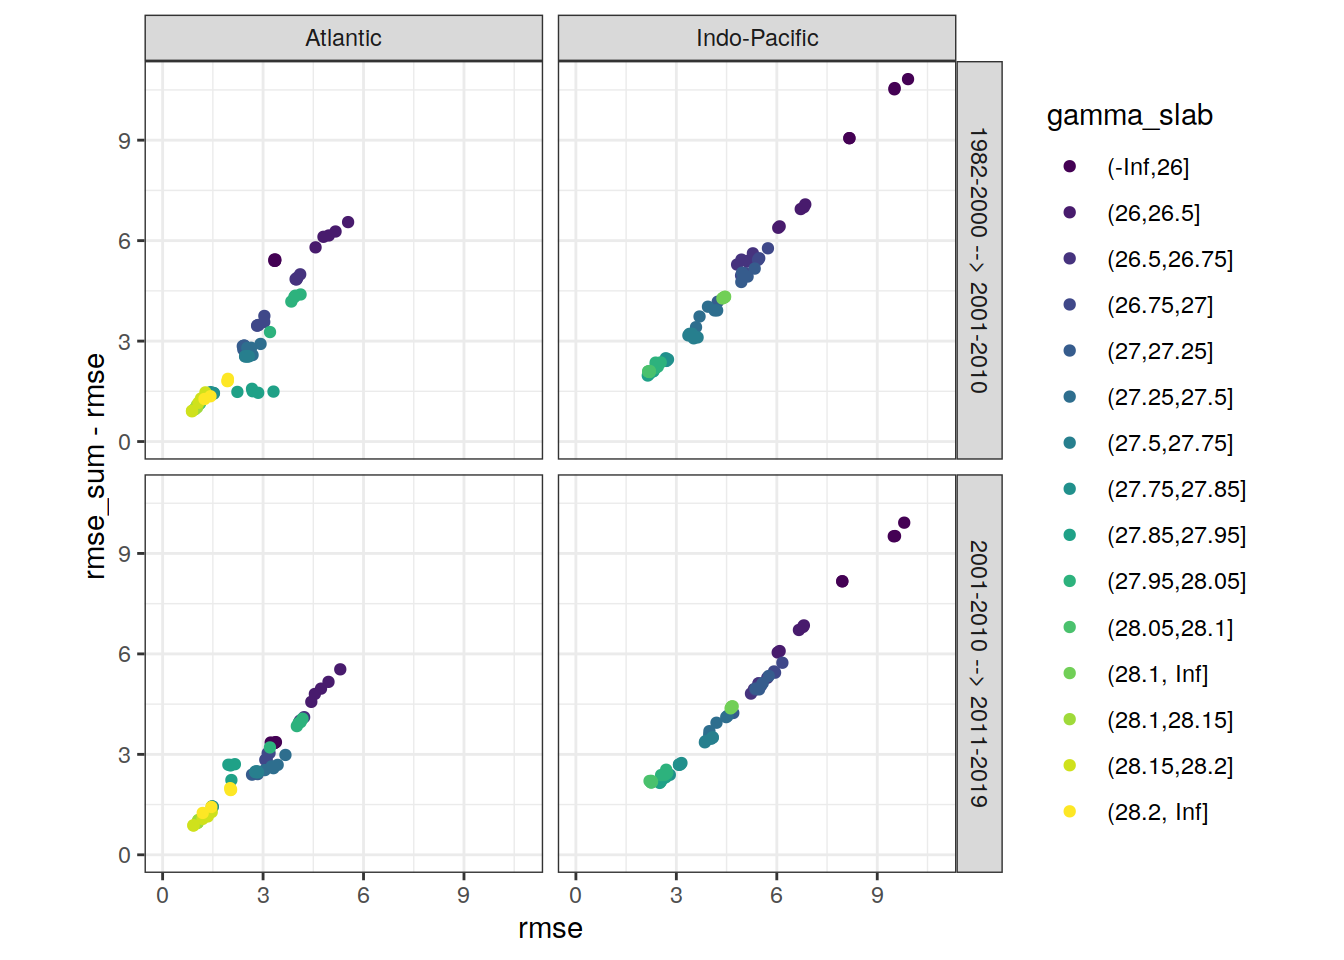 Atlantic
Indo-Pacific
1982-2000 --> 2001-2010
2001-2010 --> 2011-2019
rmse_sum - rmse
9
6
3
0
9
6
3
0
0
3
6
9
0
3
6
9
rmse
gamma_slab
(-Inf,26]
(26,26.5]
(26.5,26.75]
(26.75,27]
(27,27.25]
(27.25,27.5]
(27.5,27.75]
(27.75,27.85]
(27.85,27.95]
(27.95,28.05]
(28.05,28.1]
(28.1, Inf]
(28.1,28.15]
(28.15,28.2]
(28.2, Inf]